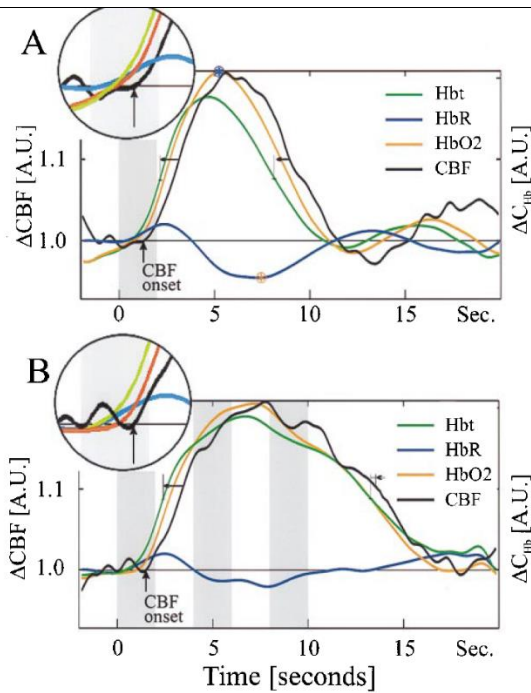 A
Hbt
HbR
HbO2
CBF
ΔCBF [A.U.]
ΔC_Hb [A.U.]
1.1
1.0
CBF
onset
0
5
10
15
Sec.
B
Hbt
HbR
HbO2
CBF
ΔCBF [A.U.]
ΔC_Hb [A.U.]
1.1
1.0
CBF
onset
0
5
10
15
Sec.
Time [seconds]